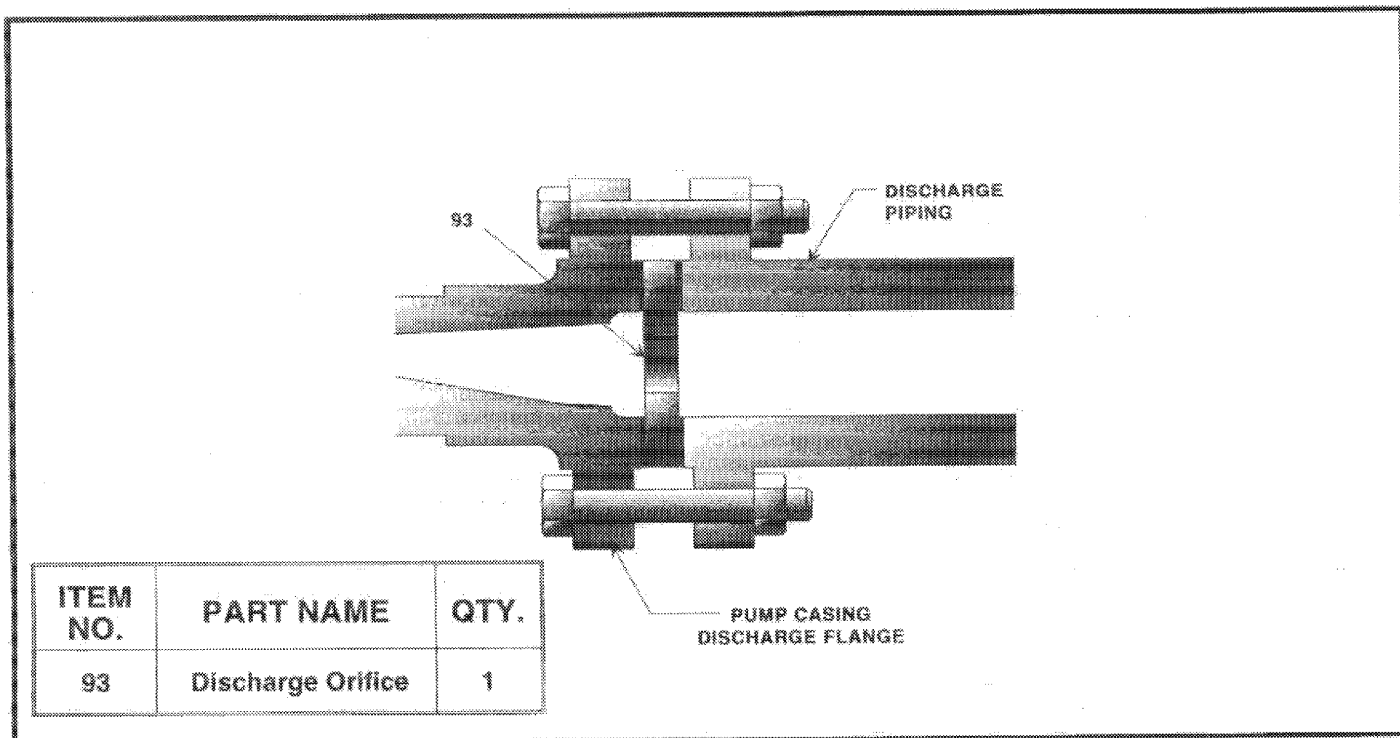 DISCHARGE
PIPING
93
PUMP CASING
DISCHARGE FLANGE
ITEM NO. PART NAME QTY.
93 Discharge Orifice 1